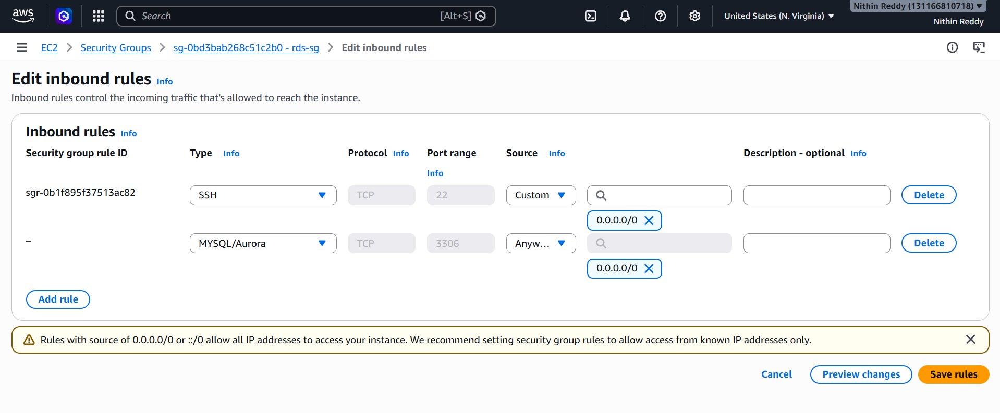 aws
Search [Alt+S]
United States (N. Virginia)
Nithin Reddy (131166810718)
Nithin Reddy
EC2 Security Groups sg-0bd3bab268c51c2b0 - rds-sg Edit inbound rules
Edit inbound rules Info
Inbound rules control the incoming traffic that's allowed to reach the instance.
Inbound rules Info
Security group rule ID Type Info Protocol Info Port range Source Info Description - optional Info
Info
sgr-0b1f895f37513ac82 SSH TCP 22 Custom Delete
0.0.0.0/0
– MYSQL/Aurora TCP 3306 Anyw... Delete
0.0.0.0/0
Add rule
Rules with source of 0.0.0.0/0 or ::/0 allow all IP addresses to access your instance. We recommend setting security group rules to allow access from known IP addresses only.
Cancel Preview changes Save rules